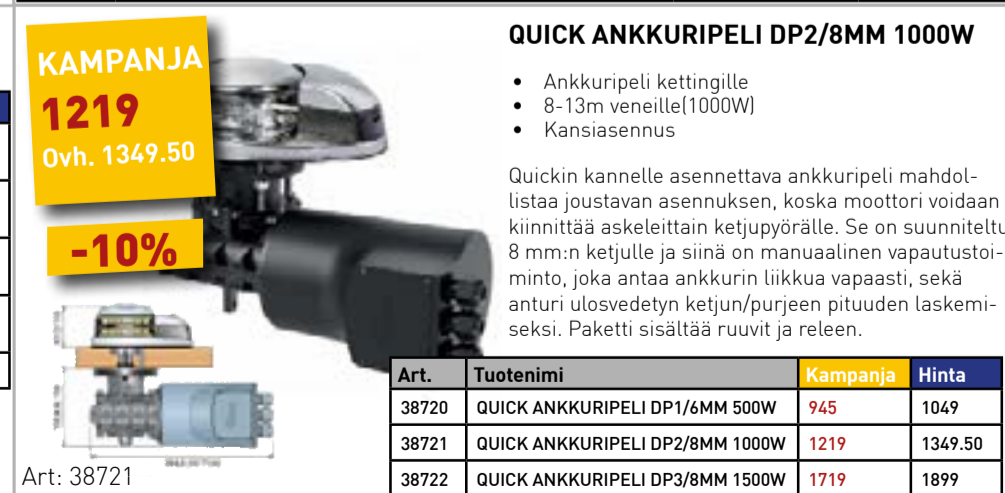 KAMPANJA
1219
Ovh. 1349.50
-10%
Art: 38721
QUICK ANKKURIPELI DP2/8MM 1000W
• Ankkuripeli kettingille
• 8-13m veneille(1000W)
• Kansiasennus
Quickin kannelle asennettava ankkuripeli mahdol-
listaa joustavan asennuksen, koska moottori voidaan
kiinnittää askeleittain ketjupyörälle. Se on suunniteltu
8 mm:n ketjulle ja siinä on manuaalinen vapautustoi-
minto, joka antaa ankkurin liikkua vapaasti, sekä
anturi ulosvedetyn ketjun/purjeen pituuden laskemi-
seksi. Paketti sisältää ruuvit ja releen.
Art. Tuotenimi Kampanja Hinta
38720 QUICK ANKKURIPELI DP1/6MM 500W 945 1049
38721 QUICK ANKKURIPELI DP2/8MM 1000W 1219 1349.50
38722 QUICK ANKKURIPELI DP3/8MM 1500W 1719 1899